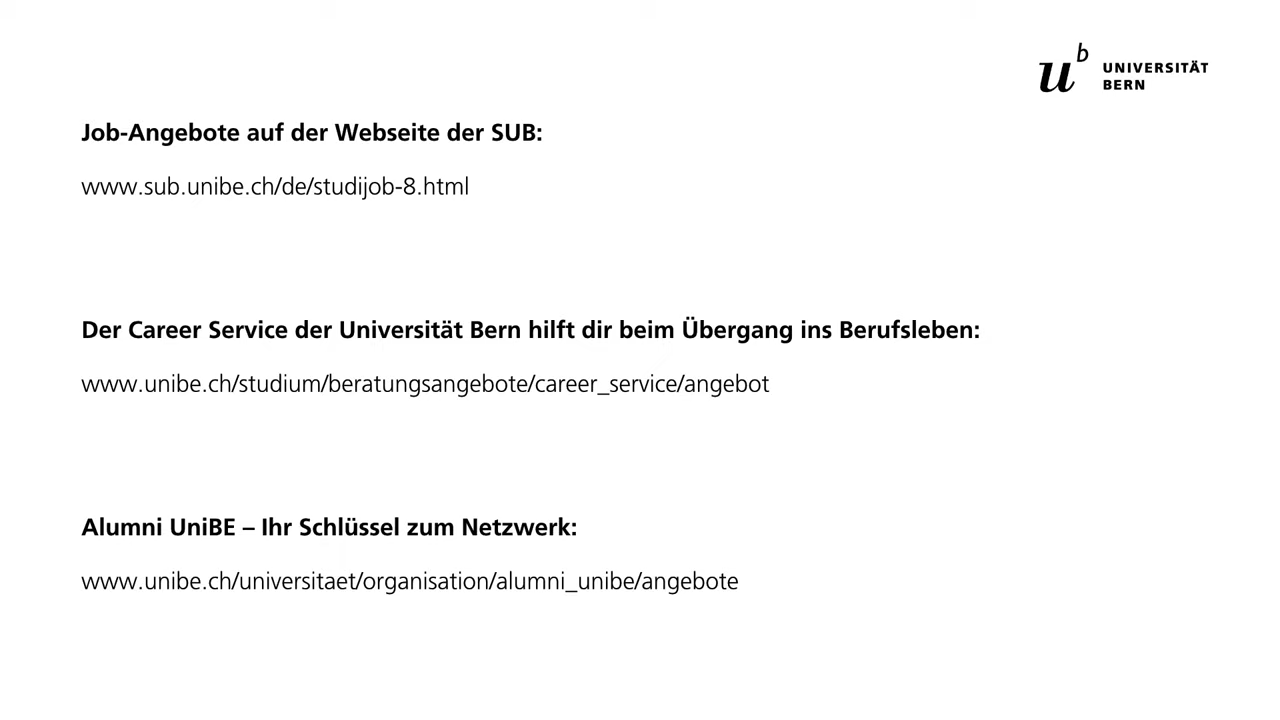 u^b UNIVERSITÄT
BERN
Job-Angebote auf der Webseite der SUB:
www.sub.unibe.ch/de/studijob-8.html
Der Career Service der Universität Bern hilft dir beim Übergang ins Berufsleben:
www.unibe.ch/studium/beratungsangebote/career_service/angebot
Alumni UniBE – Ihr Schlüssel zum Netzwerk:
www.unibe.ch/universitaet/organisation/alumni_unibe/angebote